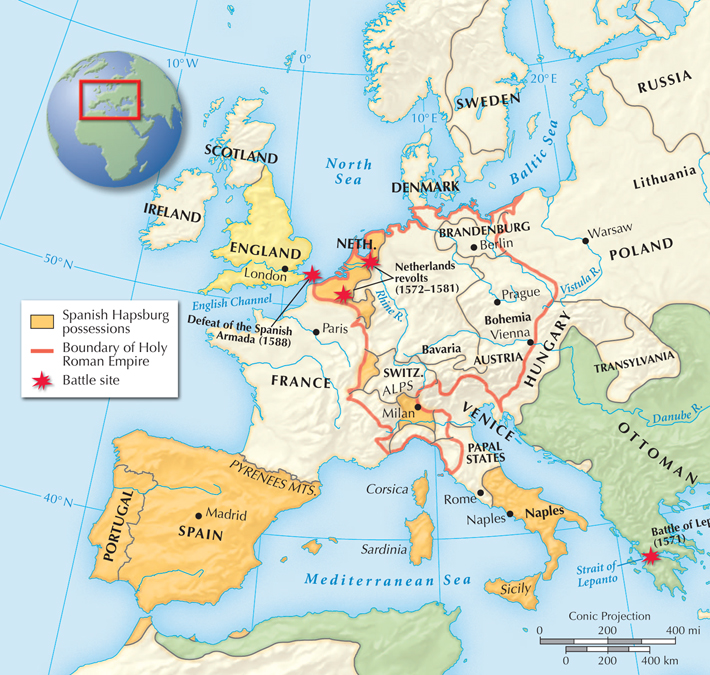 10°W
0°
20°E
10°E
RUSSIA
SWEDEN
SCOTLAND
North
Sea
Baltic Sea
DENMARK
Lithuania
IRELAND
ENGLAND
NETH.
BRANDENBURG
Berlin
Warsaw
POLAND
50°N
London
Netherlands
revolts
(1572–1581)
English Channel
Rhine R.
Prague
Vistula R.
Defeat of the Spanish
Armada (1588)
Paris
Bohemia
Vienna
Bavaria
AUSTRIA
HUNGARY
TRANSYLVANIA
Spanish Hapsburg
possessions
Boundary of Holy
Roman Empire
Battle site
FRANCE
SWITZ.
ALPS
Milan
VENICE
Danube R.
OTTOMAN
PAPAL
STATES
PYRENEES MTS.
40°N
Corsica
Rome
Naples
Naples
PORTUGAL
Madrid
SPAIN
Sardinia
Battle of Lep
(1571)
Strait of
Lepanto
Mediterranean Sea
Sicily
Conic Projection
0 200 400 mi
0 200 400 km